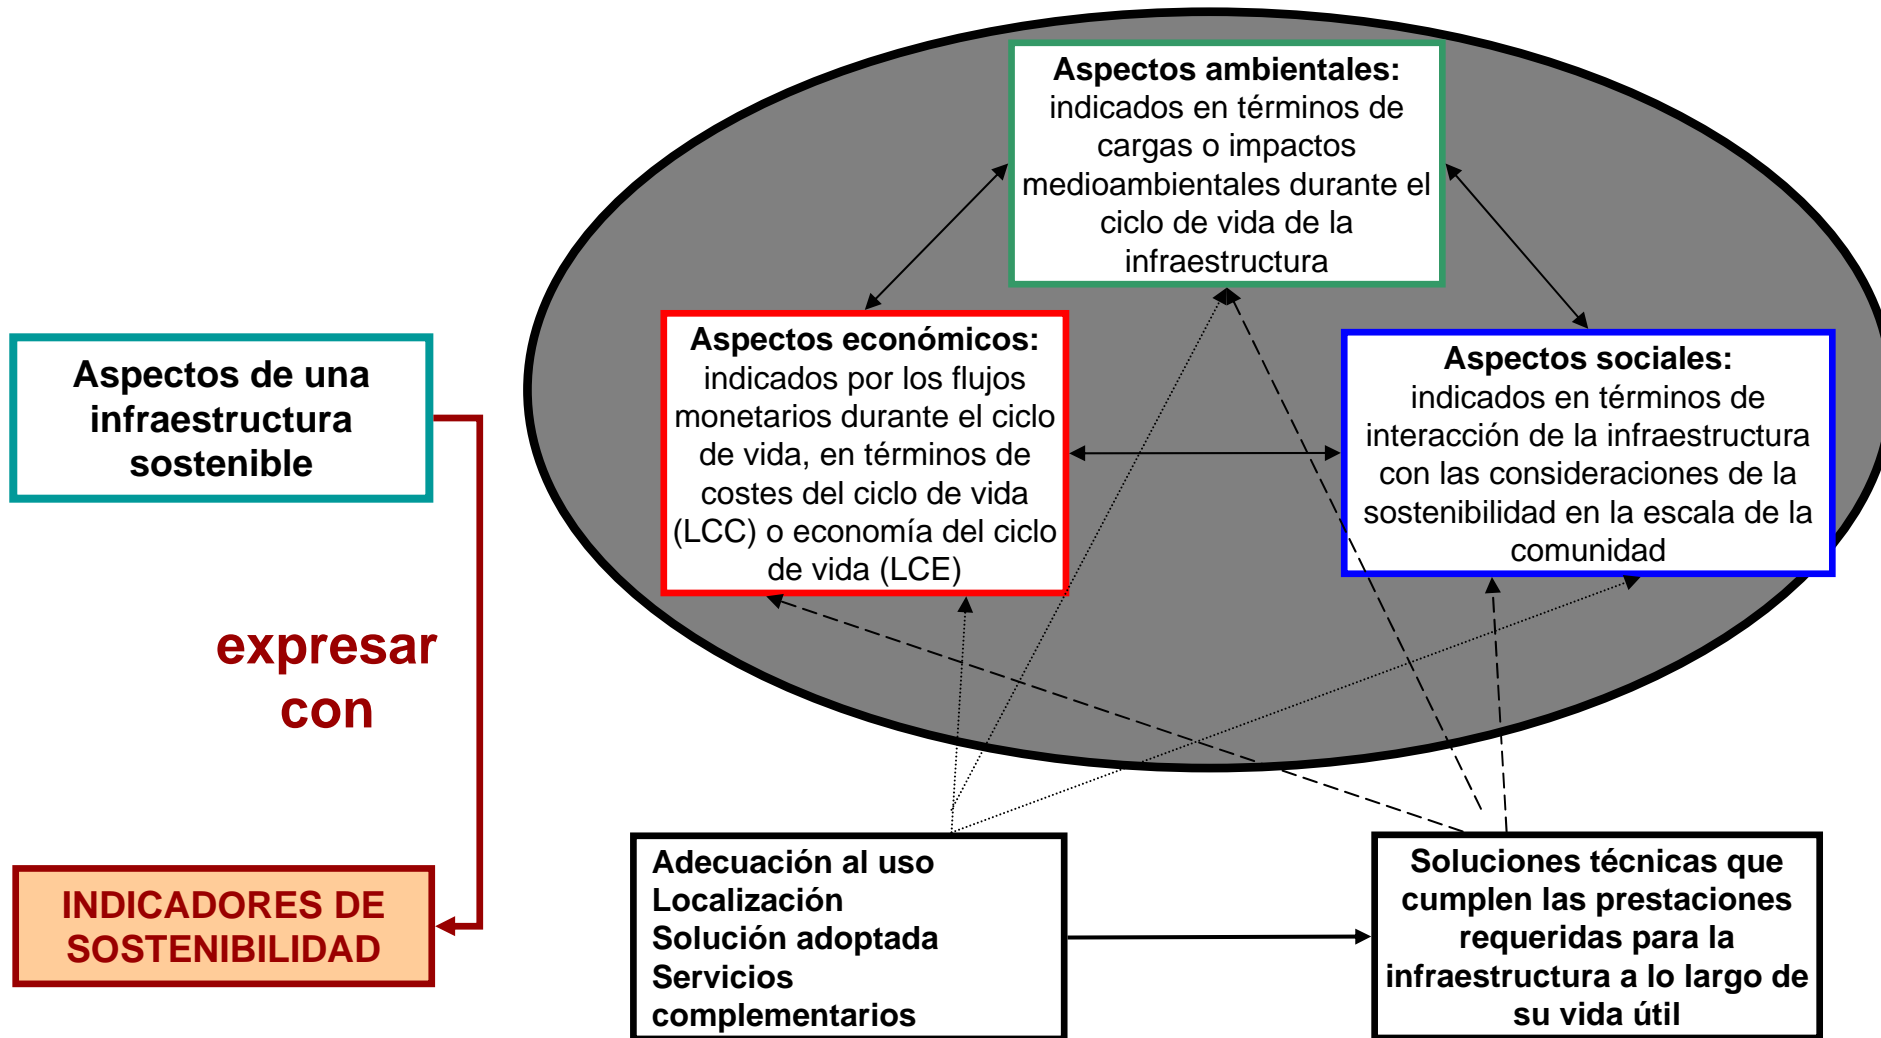 Aspectos ambientales:
indicados en términos de
cargas o impactos
medioambientales durante el
ciclo de vida de la
infraestructura
Aspectos económicos:
indicados por los flujos
monetarios durante el ciclo
de vida, en términos de
costes del ciclo de vida
(LCC) o economía del ciclo
de vida (LCE)
Aspectos sociales:
indicados en términos de
interacción de la infraestructura
con las consideraciones de la
sostenibilidad en la escala de la
comunidad
Aspectos de una
infraestructura
sostenible
expresar
con
INDICADORES DE
SOSTENIBILIDAD
Adecuación al uso
Localización
Solución adoptada
Servicios
complementarios
Soluciones técnicas que
cumplen las prestaciones
requeridas para la
infraestructura a lo largo de
su vida útil